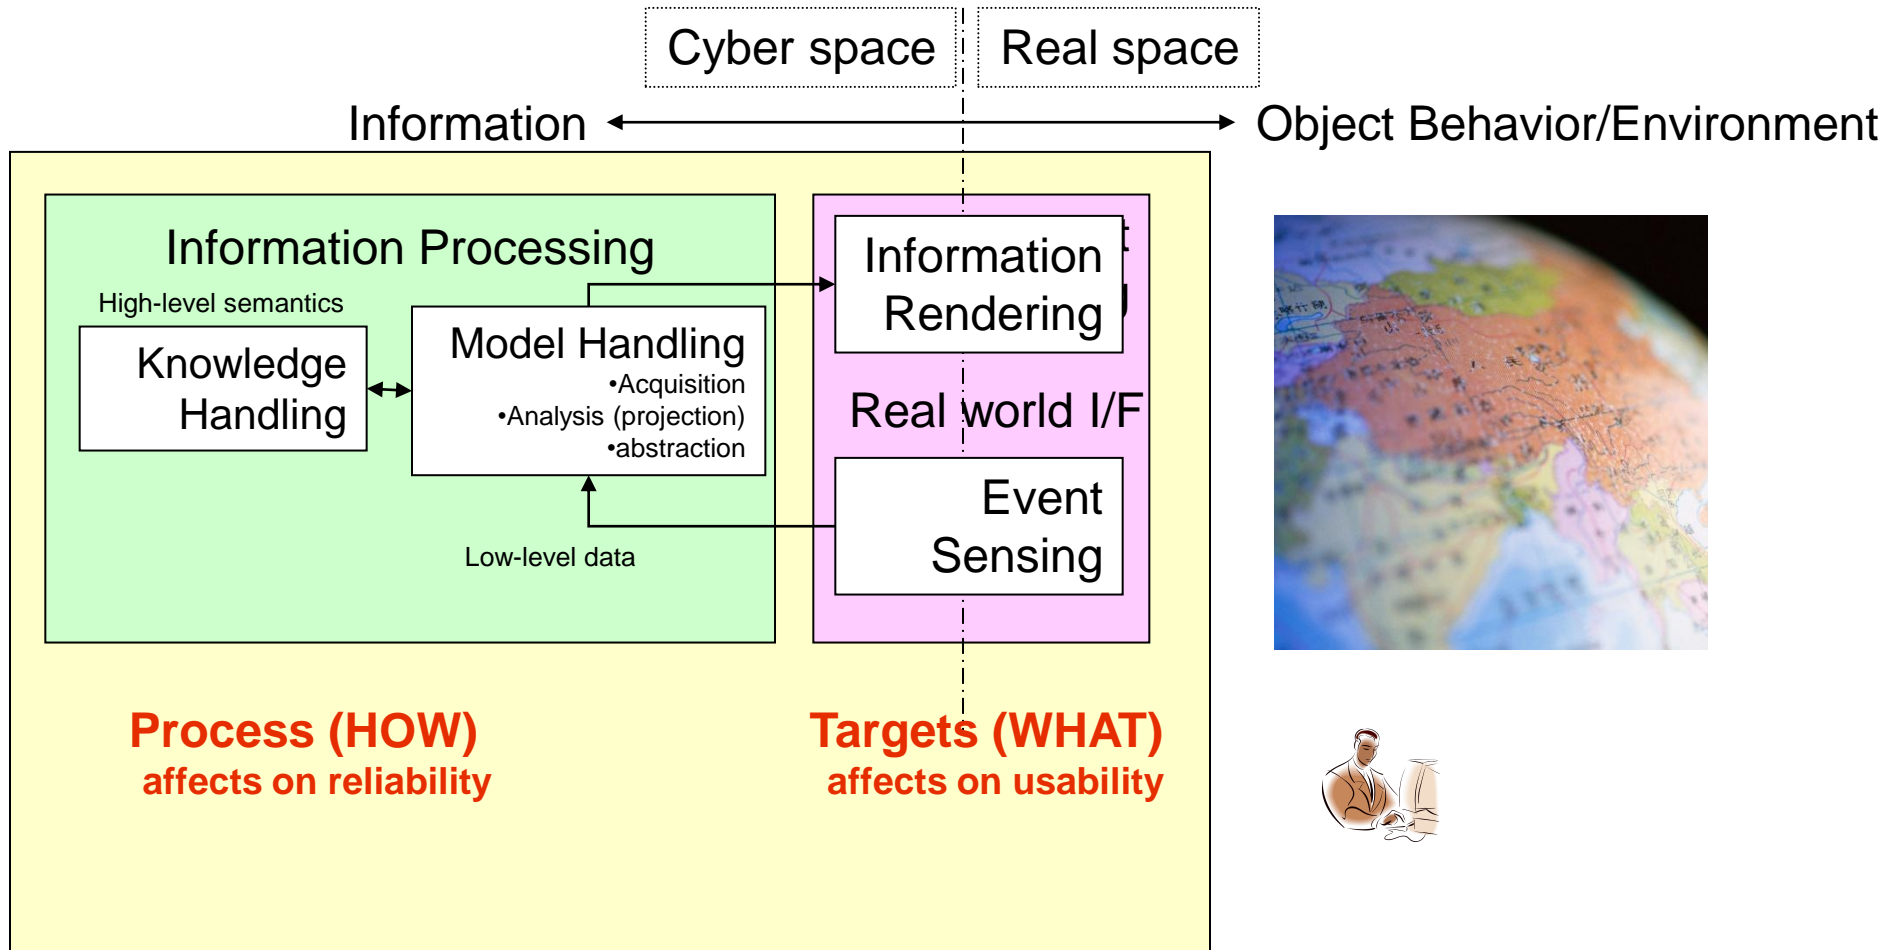 Cyber space
Real space
Information
Object Behavior/Environment
Information Processing
High-level semantics
Knowledge
Handling
Model Handling
•Acquisition
•Analysis (projection)
•abstraction
Low-level data
Information
Rendering
Real world I/F
Event
Sensing
Process (HOW)
affects on reliability
Targets (WHAT)
affects on usability